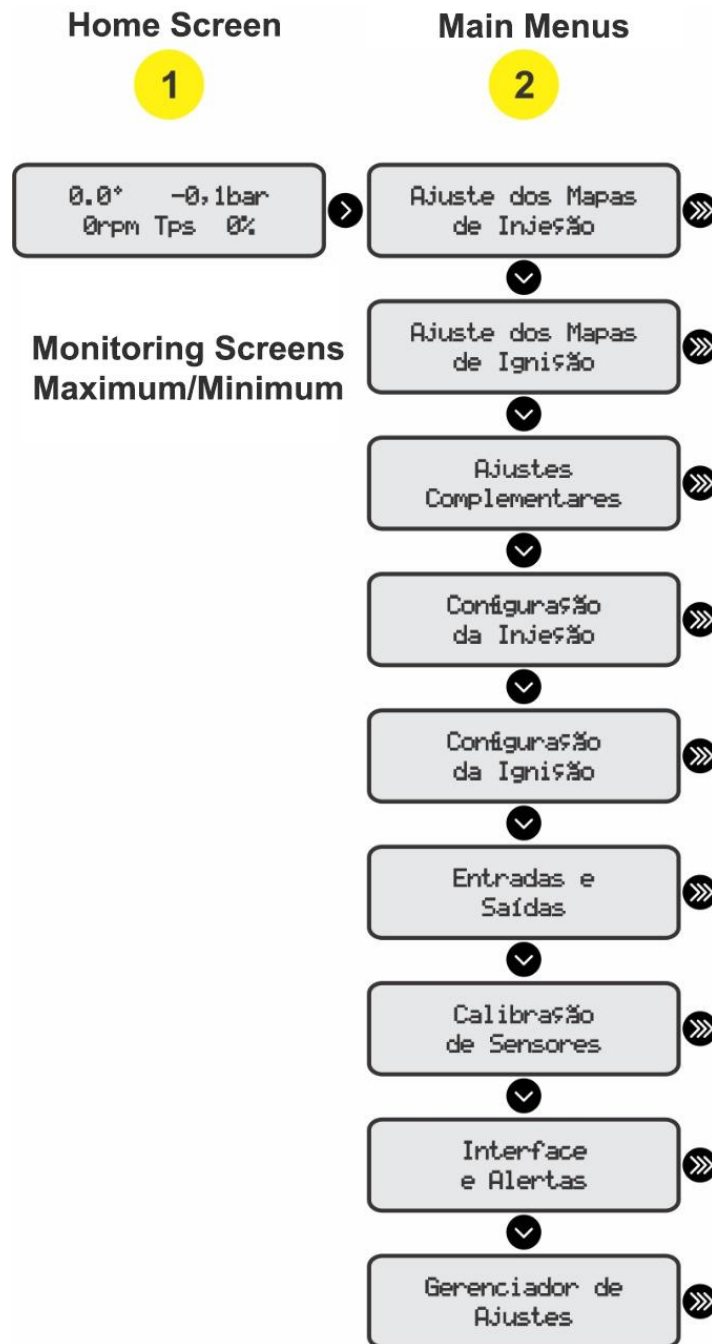 Home Screen
Main Menus
1
2
0.0° -0,1bar
0rpm Tps 0%
Monitoring Screens
Maximum/Minimum
Ajuste dos Mapas
de Injeção
Ajuste dos Mapas
de Ignição
Ajustes
Complementares
Configuração
da Injeção
Configuração
da Ignição
Entradas e
Saídas
Calibração
de Sensores
Interface
e Alertas
Gerenciador de
Ajustes